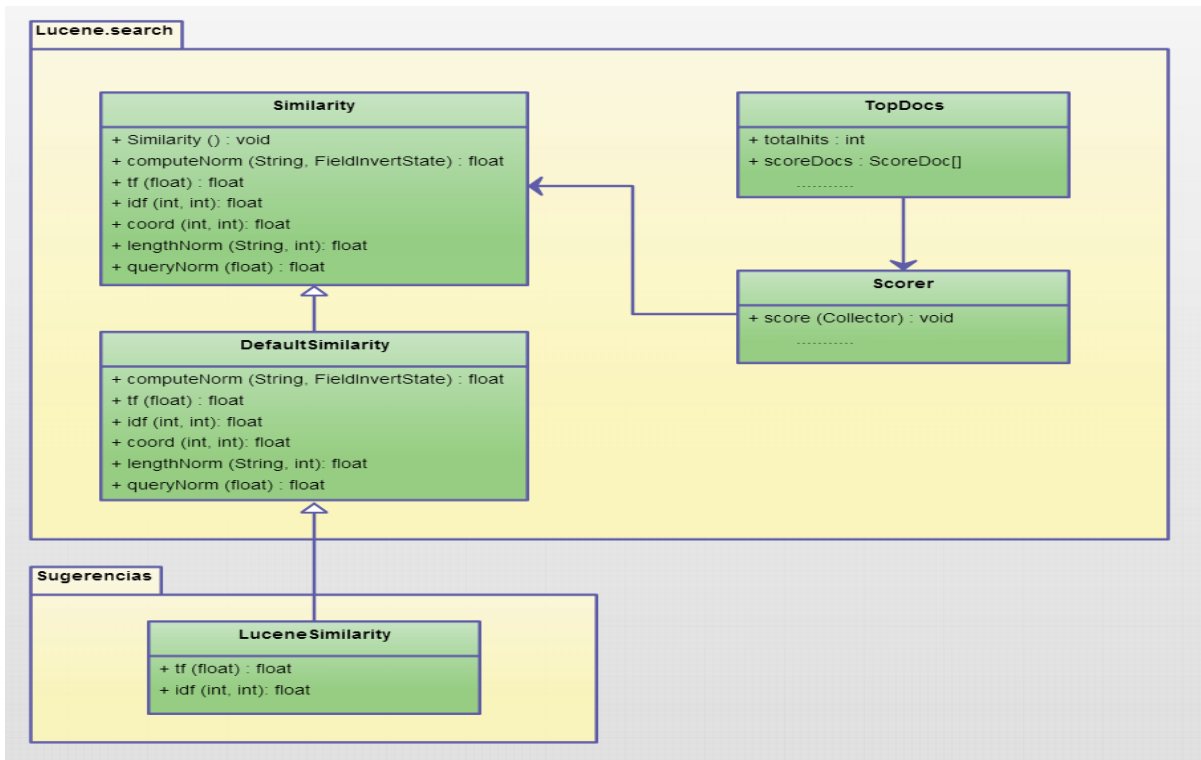 Lucene.search
Similarity
+ Similarity () : void
+ computeNorm (String, FieldInvertState) : float
+ tf (float) : float
+ idf (int, int): float
+ coord (int, int): float
+ lengthNorm (String, int): float
+ queryNorm (float) : float
TopDocs
+ totalhits : int
+ scoreDocs : ScoreDoc[]
...........
Scorer
+ score (Collector) : void
...........
DefaultSimilarity
+ computeNorm (String, FieldInvertState) : float
+ tf (float) : float
+ idf (int, int): float
+ coord (int, int): float
+ lengthNorm (String, int): float
+ queryNorm (float) : float
Sugerencias
LuceneSimilarity
+ tf (float) : float
+ idf (int, int): float